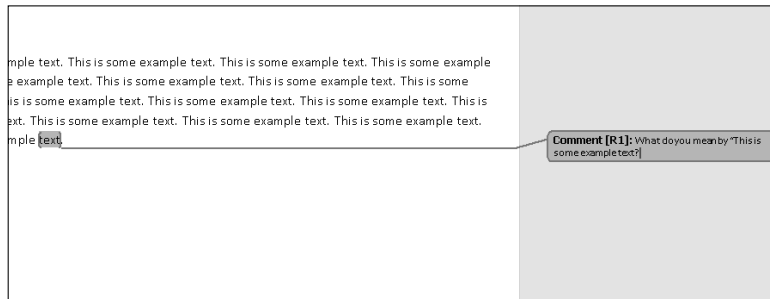 mple text. This is some example text. This is some example text. This is some example
example text. This is some example text. This is some example text. This is some
is is some example text. This is some example text. This is some example text. This is
ext. This is some example text. This is some example text. This is some example text.
mple text.
Comment [R1]: What do you mean by "This is
some example text?